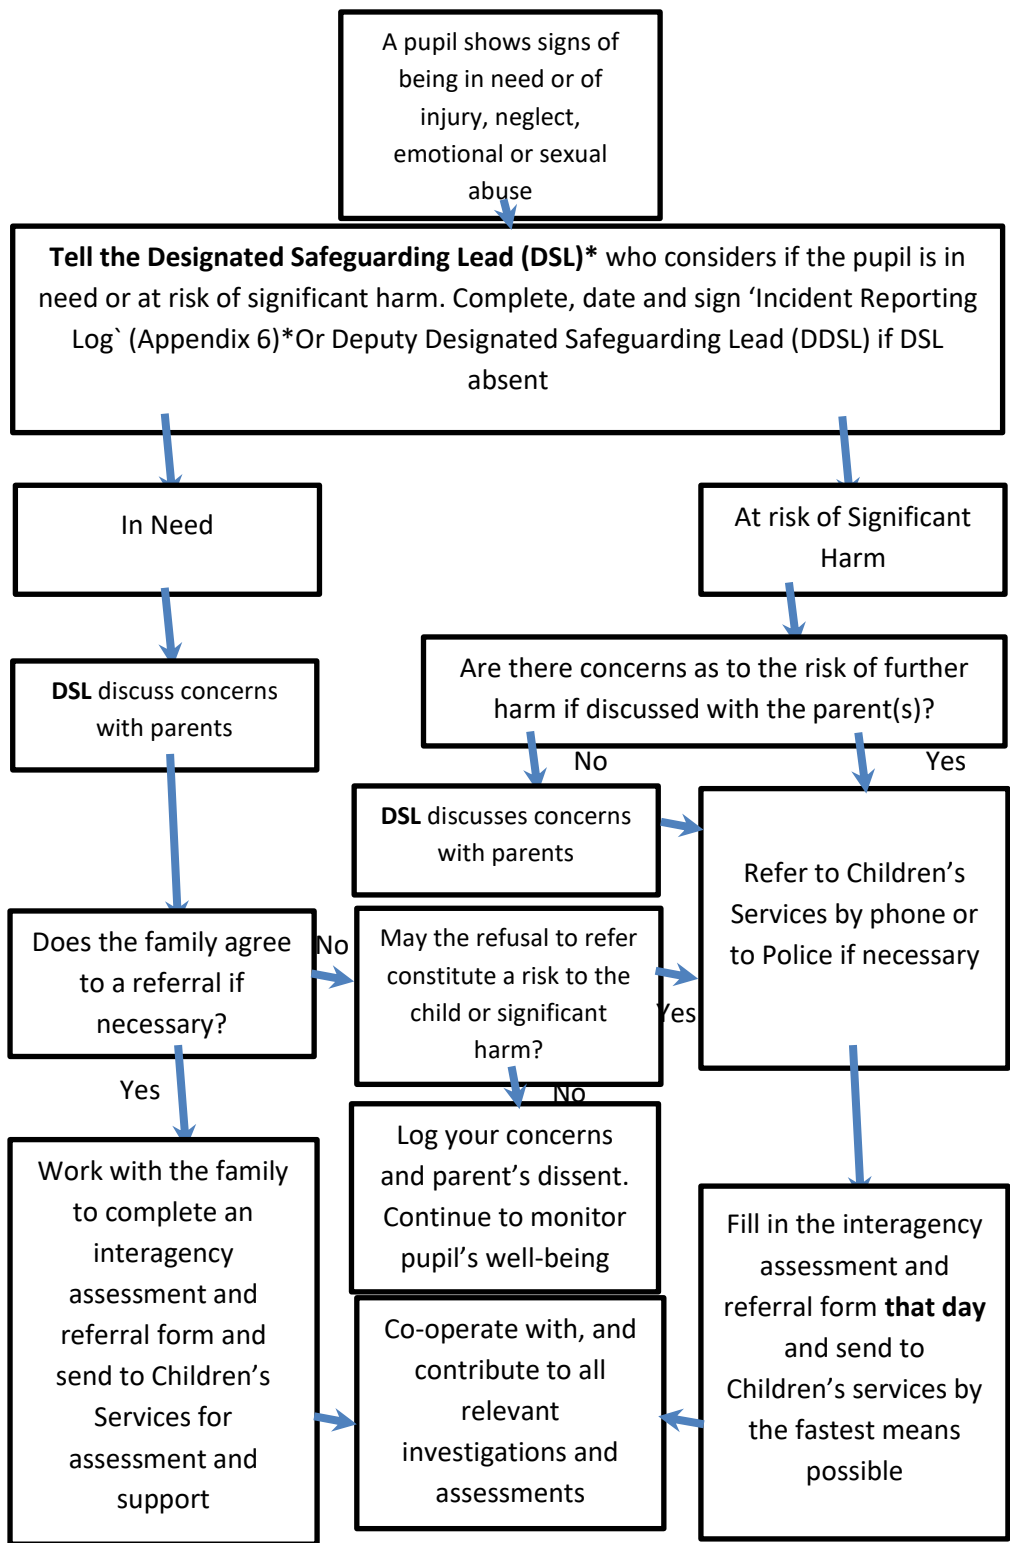 A pupil shows signs of
being in need or of
injury, neglect,
emotional or sexual
abuse
Tell the Designated Safeguarding Lead (DSL)* who considers if the pupil is in
need or at risk of significant harm. Complete, date and sign ‘Incident Reporting
Log` (Appendix 6)*Or Deputy Designated Safeguarding Lead (DDSL) if DSL
absent
In Need
At risk of Significant
Harm
DSL discuss concerns
with parents
Are there concerns as to the risk of further
harm if discussed with the parent(s)?
No
Yes
DSL discusses concerns
with parents
Refer to Children’s
Services by phone or
to Police if necessary
Does the family agree
to a referral if
necessary?
No
May the refusal to refer
constitute a risk to the
child or significant
harm?
Yes
Yes
No
Work with the family
to complete an
interagency
assessment and
referral form and
send to Children’s
Services for
assessment and
support
Log your concerns
and parent’s dissent.
Continue to monitor
pupil’s well-being
Co-operate with, and
contribute to all
relevant
investigations and
assessments
Fill in the interagency
assessment and
referral form that day
and send to
Children’s services by
the fastest means
possible